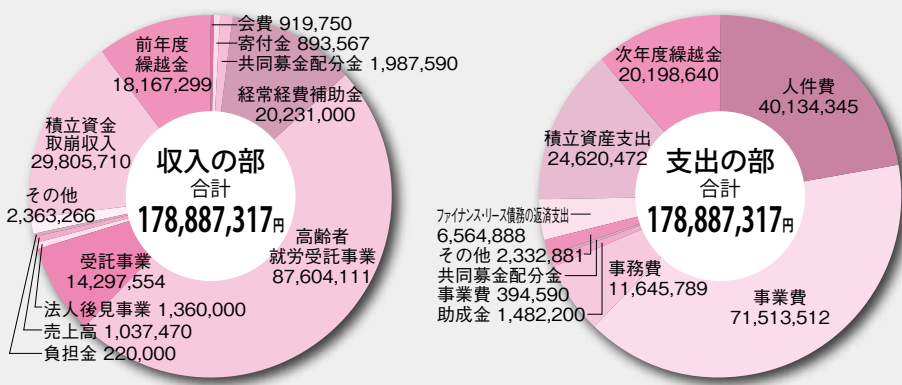 会費 919,750
寄付金 893,567
共同募金配分金 1,987,590
経常経費補助金
20,231,000
高齢者
就労受託事業
87,604,111
受託事業
14,297,554
法人後見事業 1,360,000
売上高 1,037,470
負担金 220,000
その他
2,363,266
積立資金
取崩収入
29,805,710
前年度
繰越金
18,167,299
収入の部
合計
178,887,317円
人件費
40,134,345
事業費
71,513,512
事務費
11,645,789
助成金 1,482,200
共同募金配分金
事業費 394,590
その他 2,332,881
ファイナンス・リース債務の返済支出
6,564,888
積立資産支出
24,620,472
次年度繰越金
20,198,640
支出の部
合計
178,887,317円